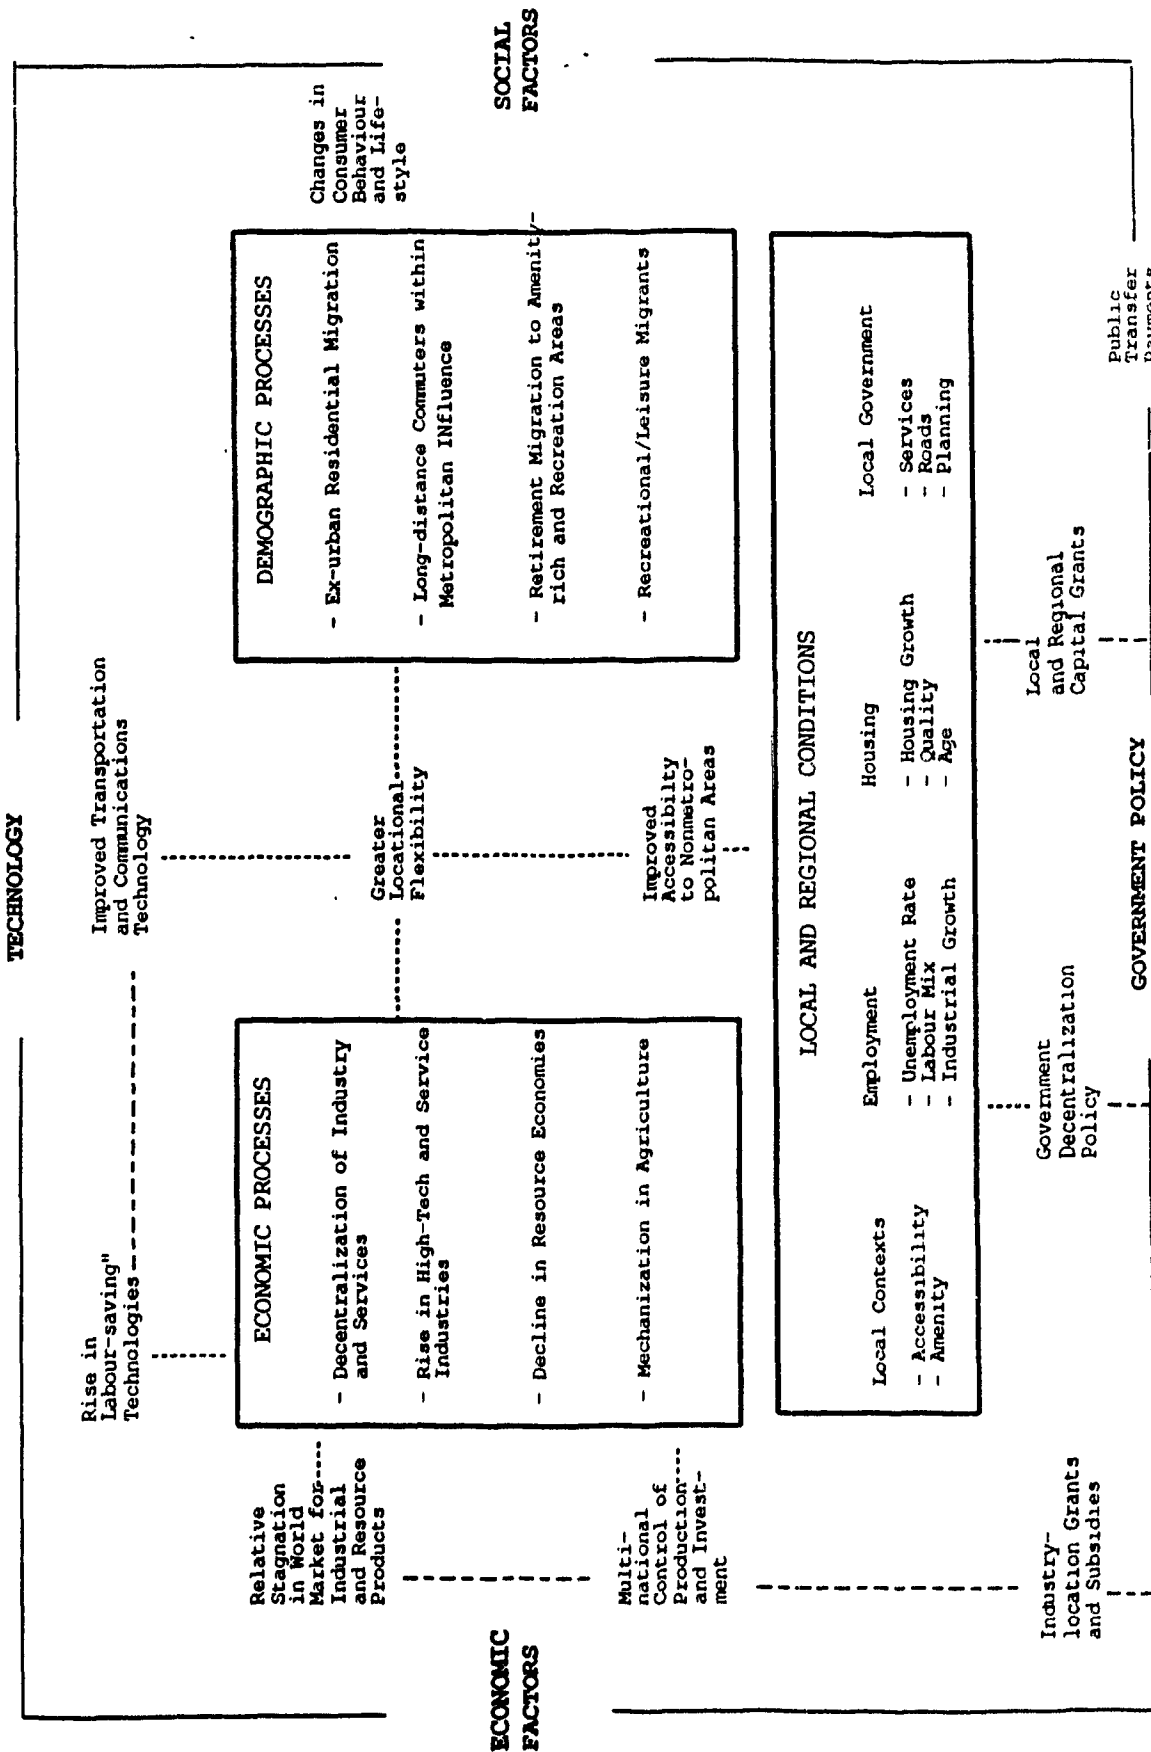 TECHNOLOGY
Rise in
Labour-saving"
Technologies
Improved Transportation
and Communications
Technology
ECONOMIC
FACTORS
Relative
Stagnation
in World
Market for
Industrial
and Resource
Products
Multi-
national
Control of
Production
and Invest-
ment
ECONOMIC PROCESSES
- Decentralization of Industry
and Services
- Rise in High-Tech and Service
Industries
- Decline in Resource Economies
- Mechanization in Agriculture
Greater
Locational
Flexibility
Improved
Accessibilty
to Nonmetro-
politan Areas
DEMOGRAPHIC PROCESSES
- Ex-urban Residential Migration
- Long-distance Commuters within
Metropolitan INfluence
- Retirement Migration to Amenity-
rich and Recreation Areas
- Recreational/Leisure Migrants
Changes in
Consumer
Behaviour
and Life-
style
SOCIAL
FACTORS
LOCAL AND REGIONAL CONDITIONS
Local Contexts
- Accessibility
- Amenity
Employment
- Unemployment Rate
- Labour Mix
- Industrial Growth
Housing
- Housing Growth
- Quality
- Age
Local Government
- Services
- Roads
- Planning
Industry-
location Grants
and Subsidies
Government
Decentralization
Policy
Local
and Regional
Capital Grants
Public
Transfer
Payments
GOVERNMENT POLICY